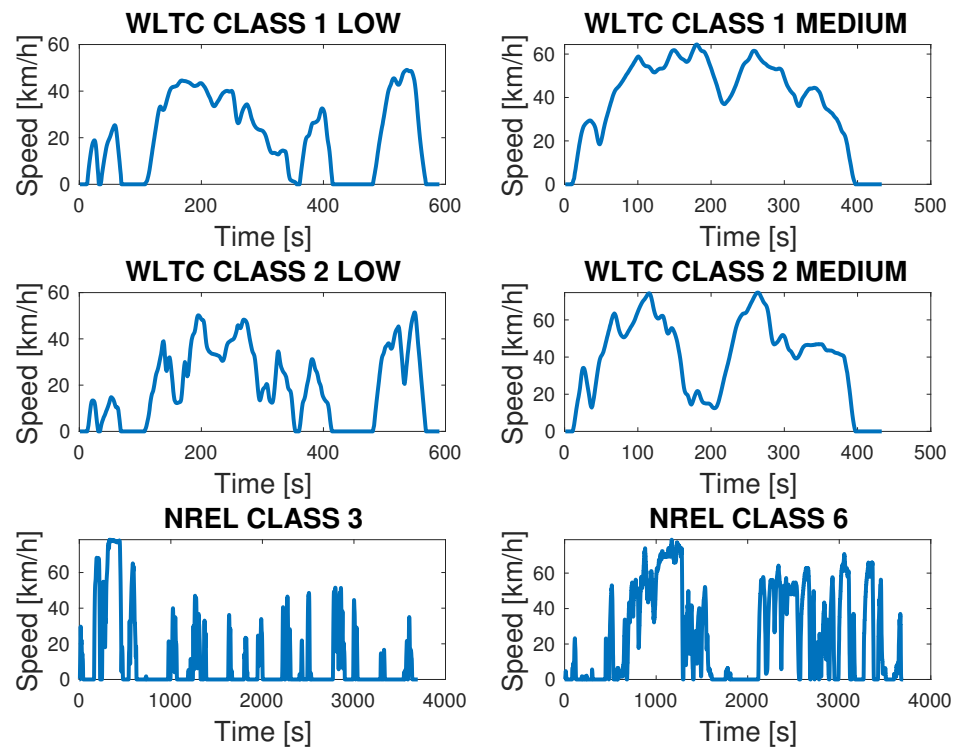 WLTC CLASS 1 LOW
Speed [km/h]
60
40
20
0
0 200 400 600
Time [s]
WLTC CLASS 1 MEDIUM
Speed [km/h]
60
40
20
0
0 100 200 300 400 500
Time [s]
WLTC CLASS 2 LOW
Speed [km/h]
60
40
20
0
0 200 400 600
Time [s]
WLTC CLASS 2 MEDIUM
Speed [km/h]
60
40
20
0
0 100 200 300 400 500
Time [s]
NREL CLASS 3
Speed [km/h]
60
40
20
0
0 1000 2000 3000 4000
Time [s]
NREL CLASS 6
Speed [km/h]
60
40
20
0
0 1000 2000 3000 4000
Time [s]